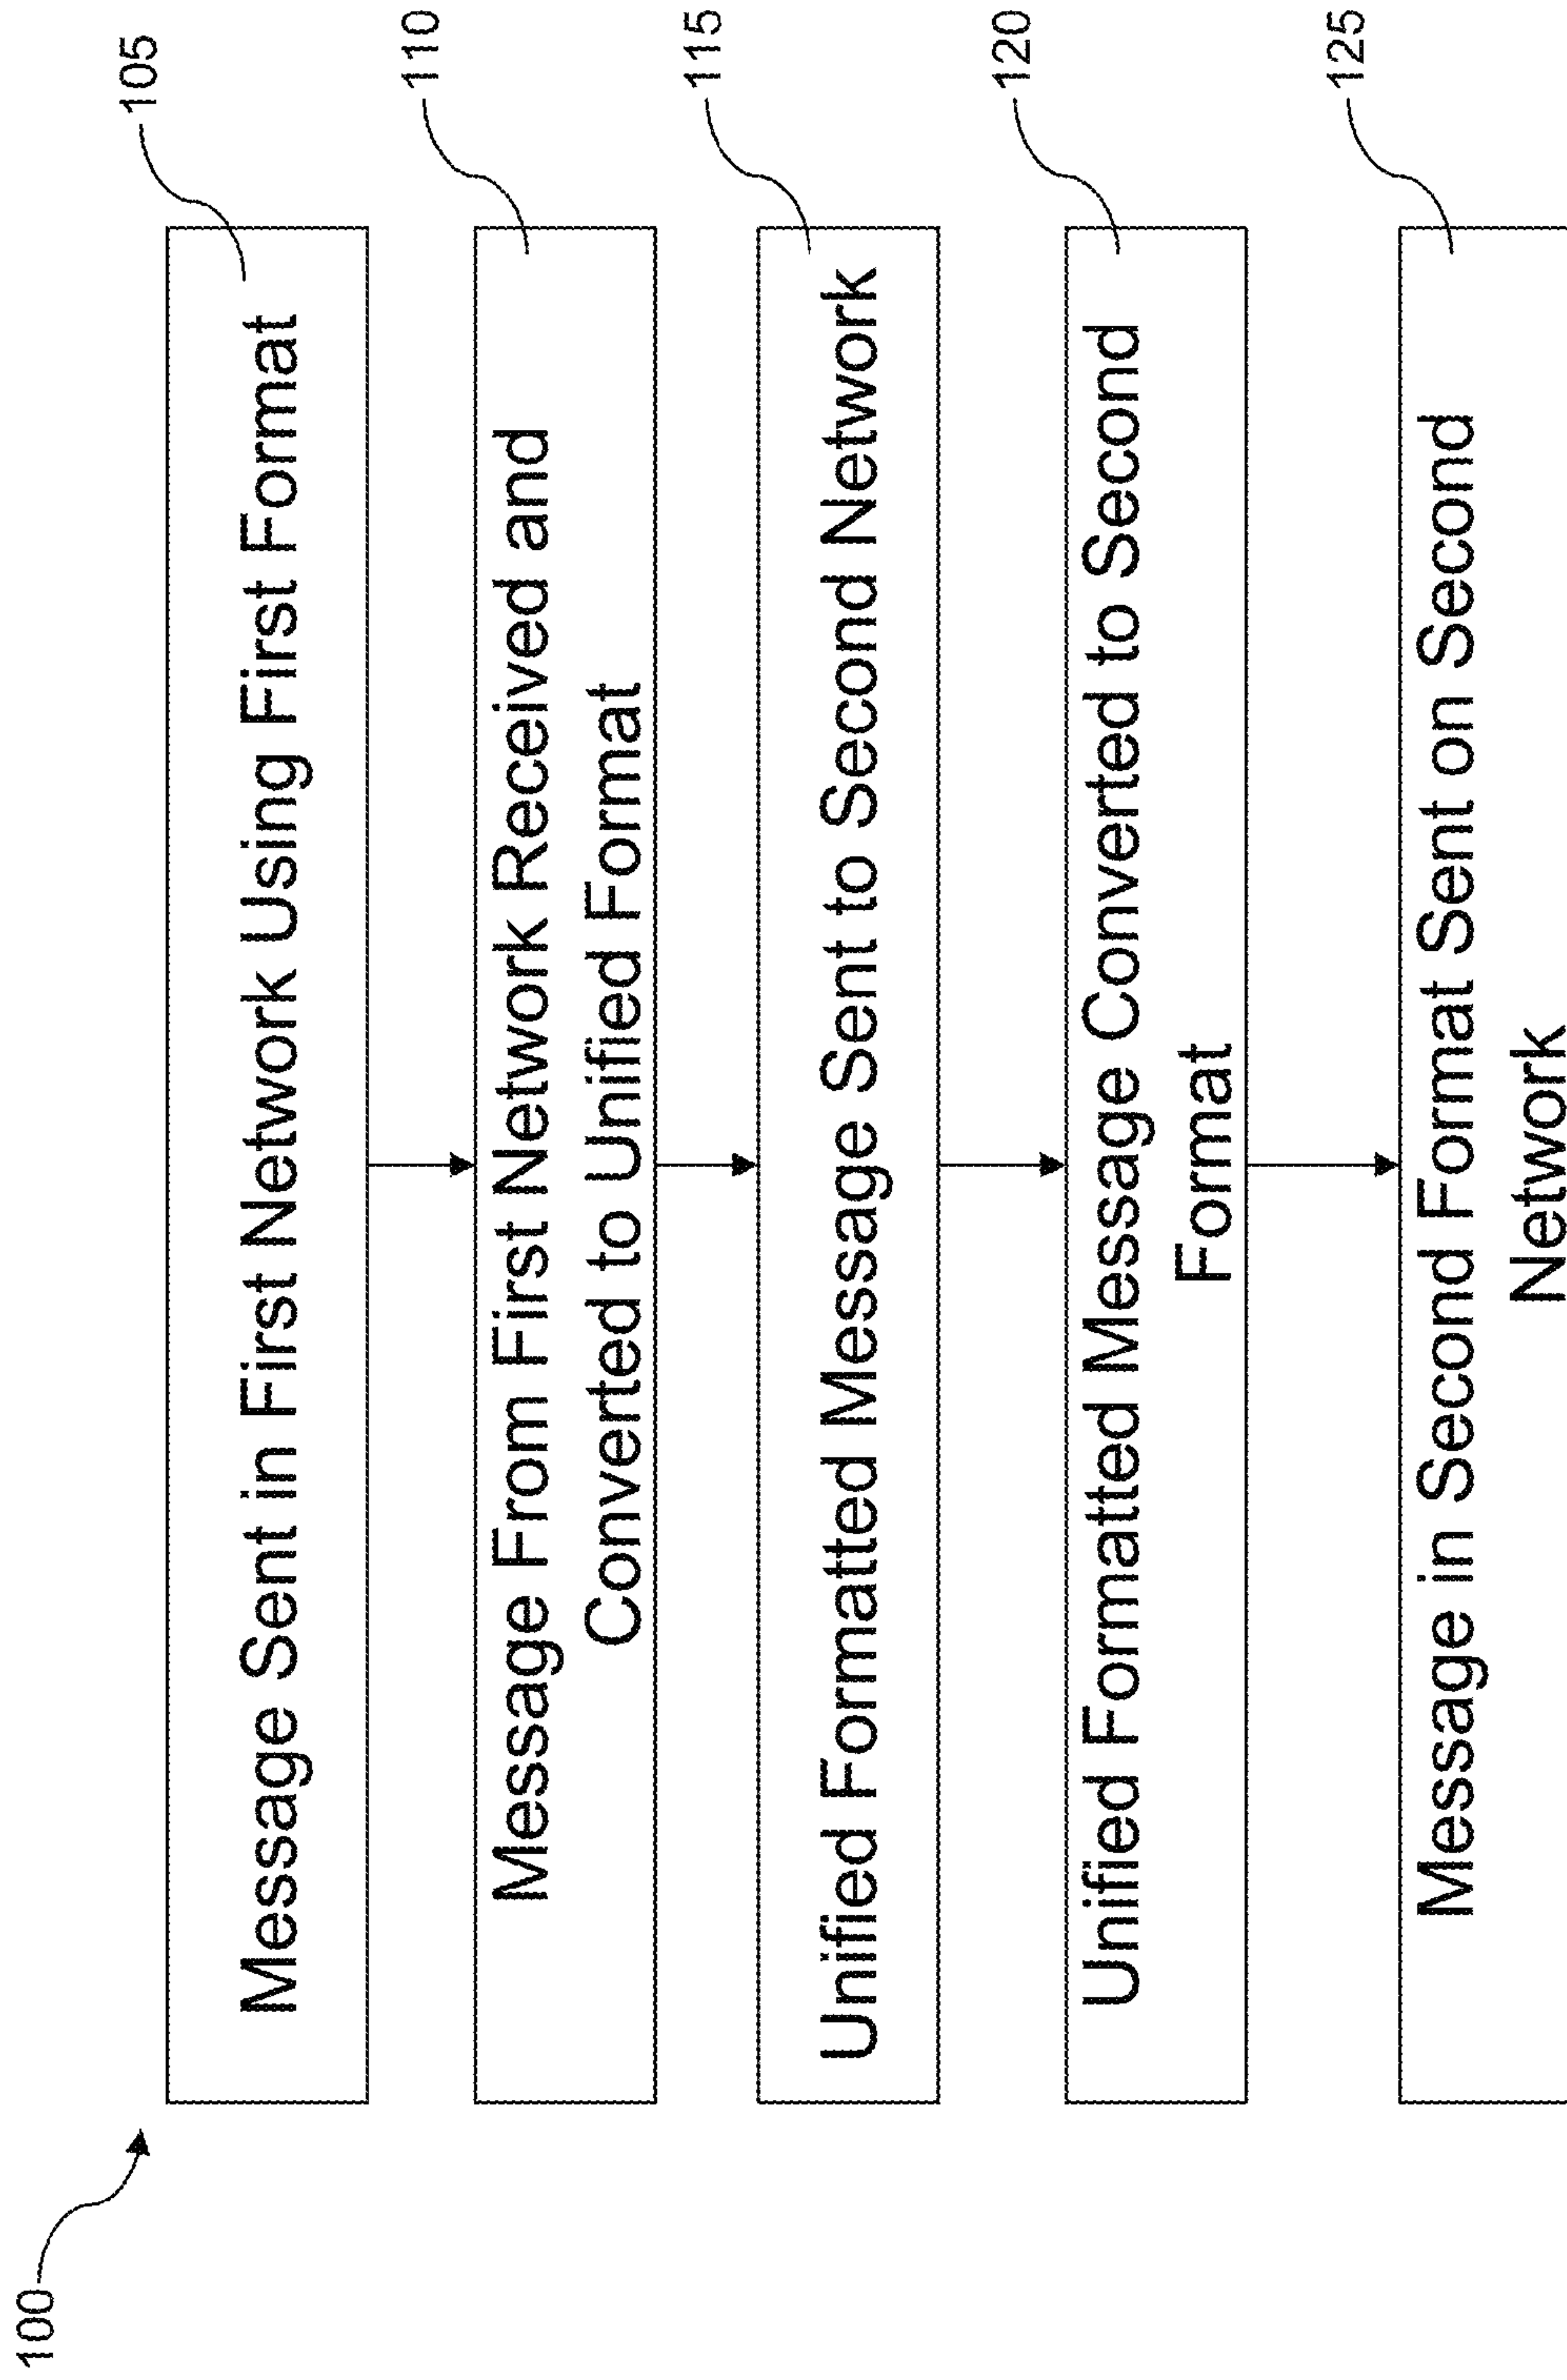 100
105
Message Sent in First Network Using First Format
110
Message From First Network Received and
Converted to Unified Format
115
Unified Formatted Message Sent to Second Network
120
Unified Formatted Message Converted to Second
Format
125
Message in Second Format Sent on Second
Network